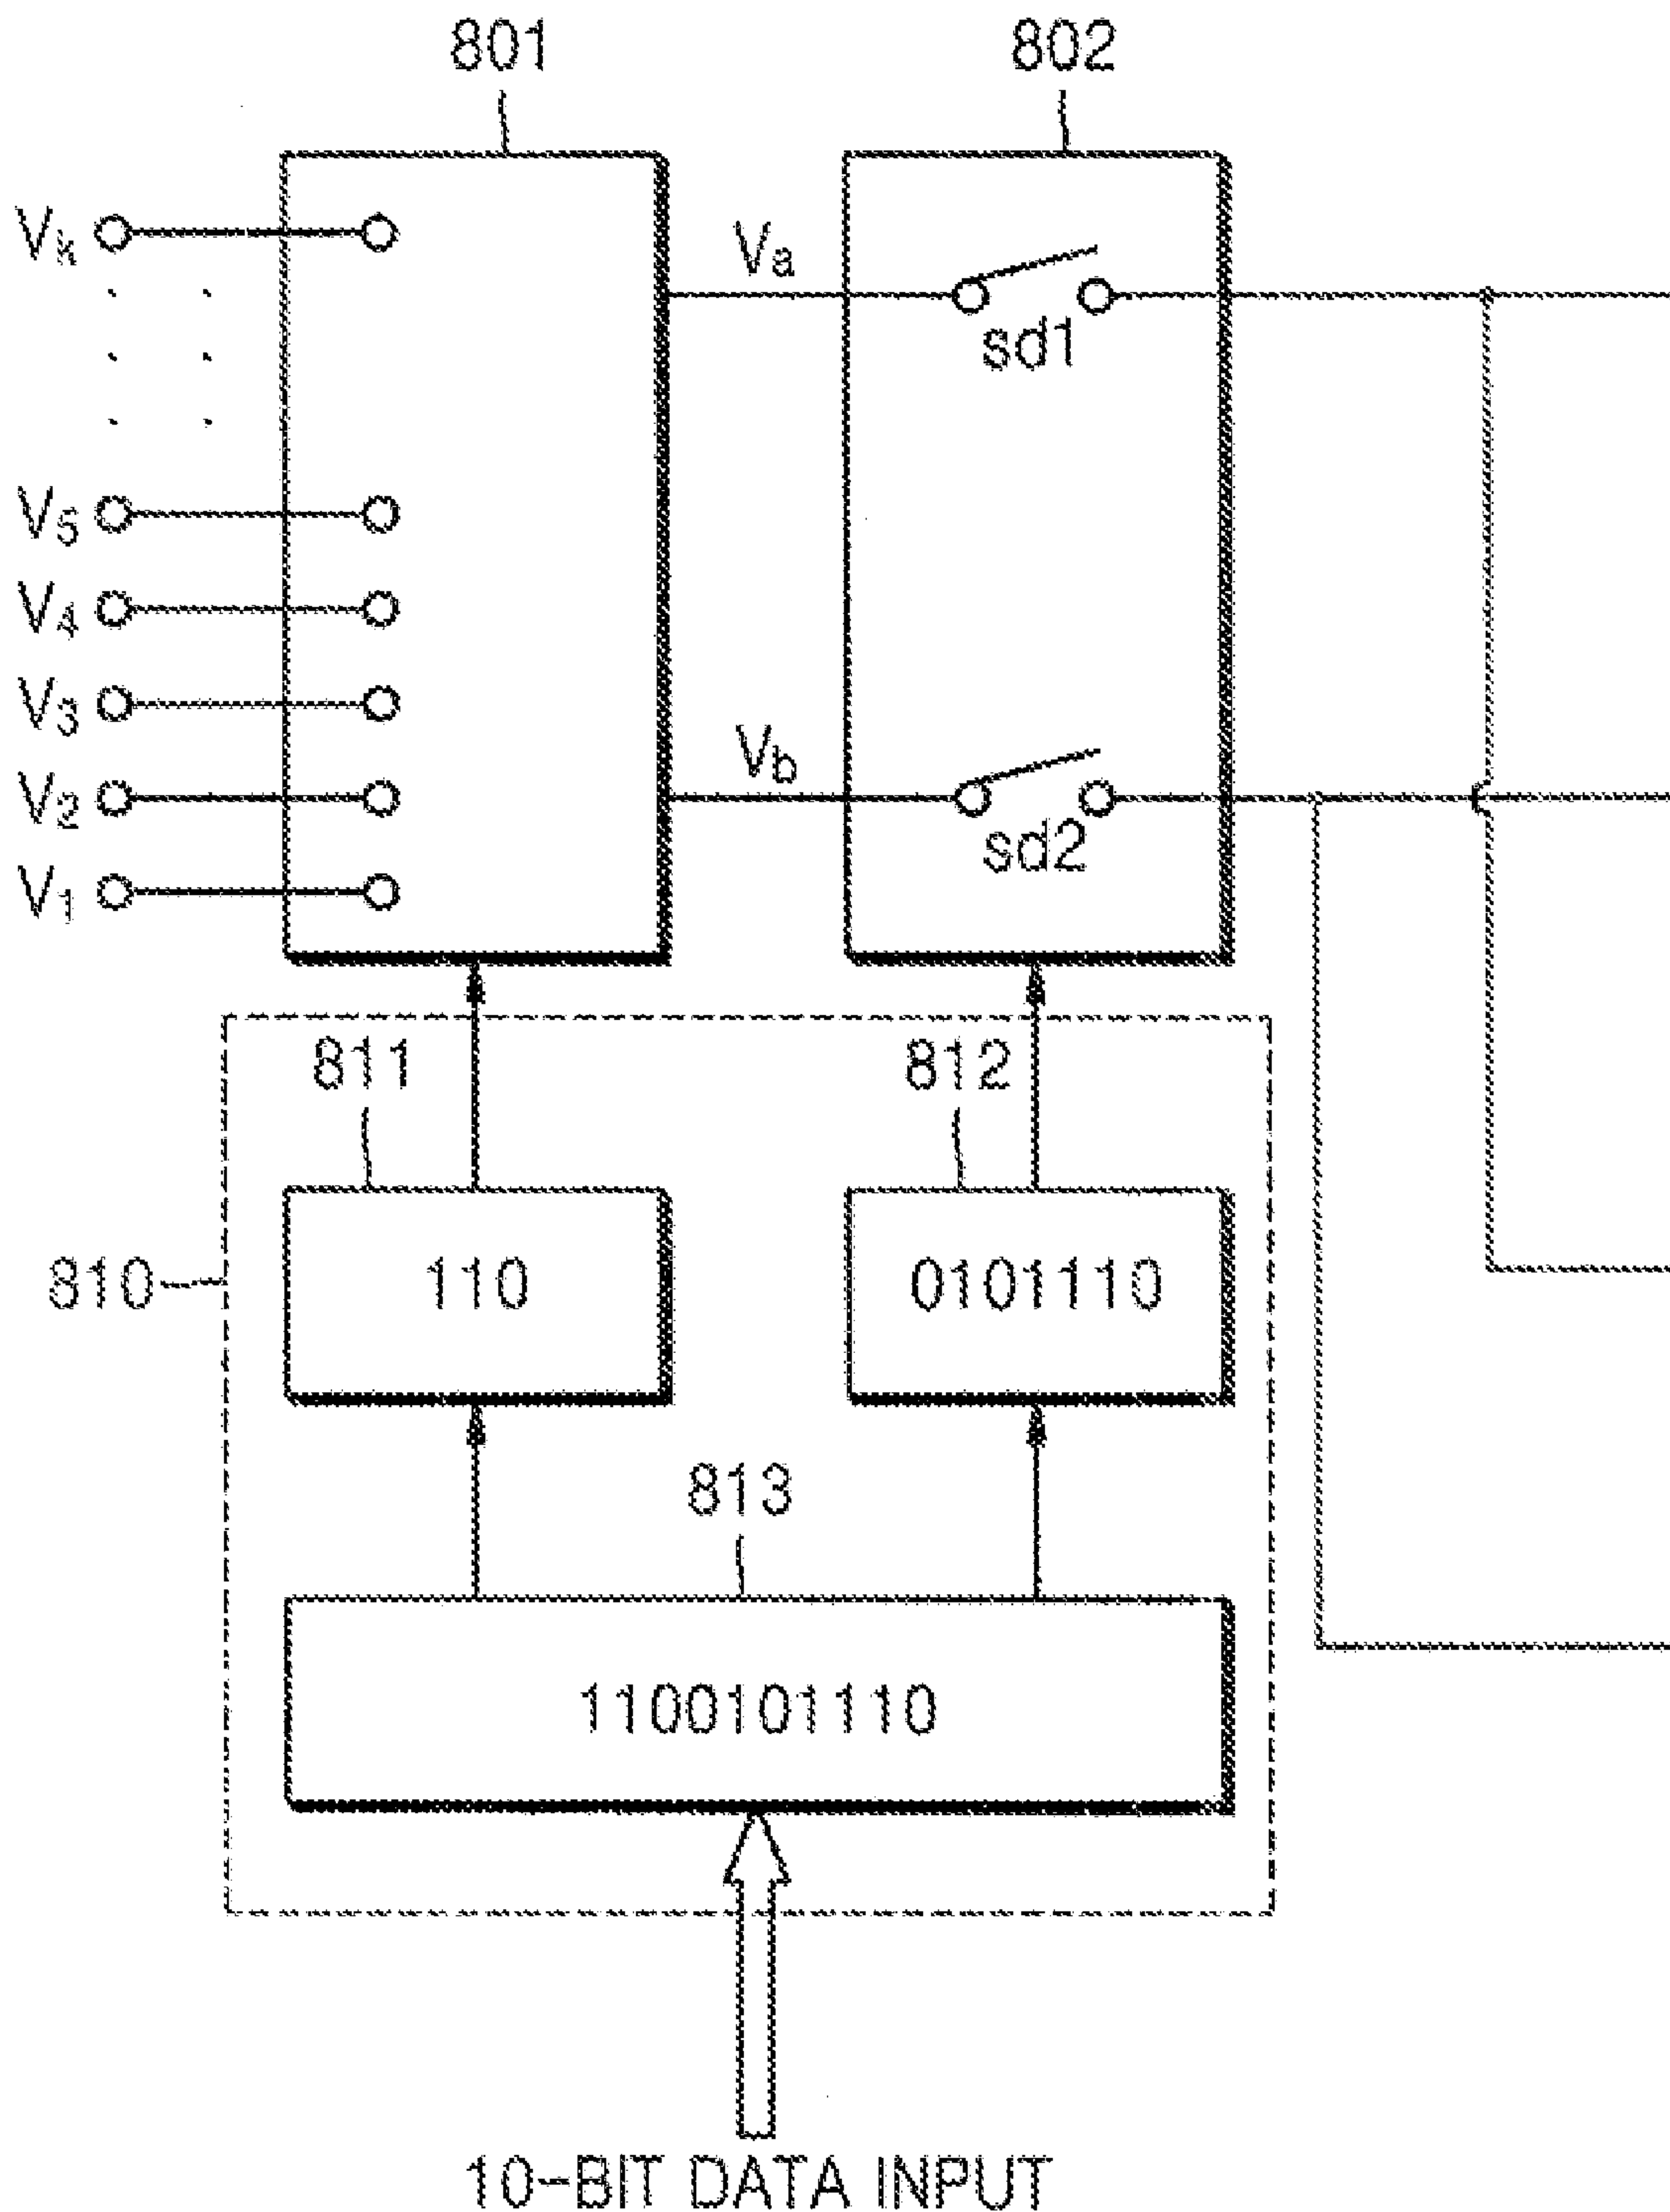 801 802
Vk
Va
sd1
V5
V4
V3
Vb
V2
sd2
V1
811 812
810
110 0101110
813
1100101110
10-BIT DATA INPUT